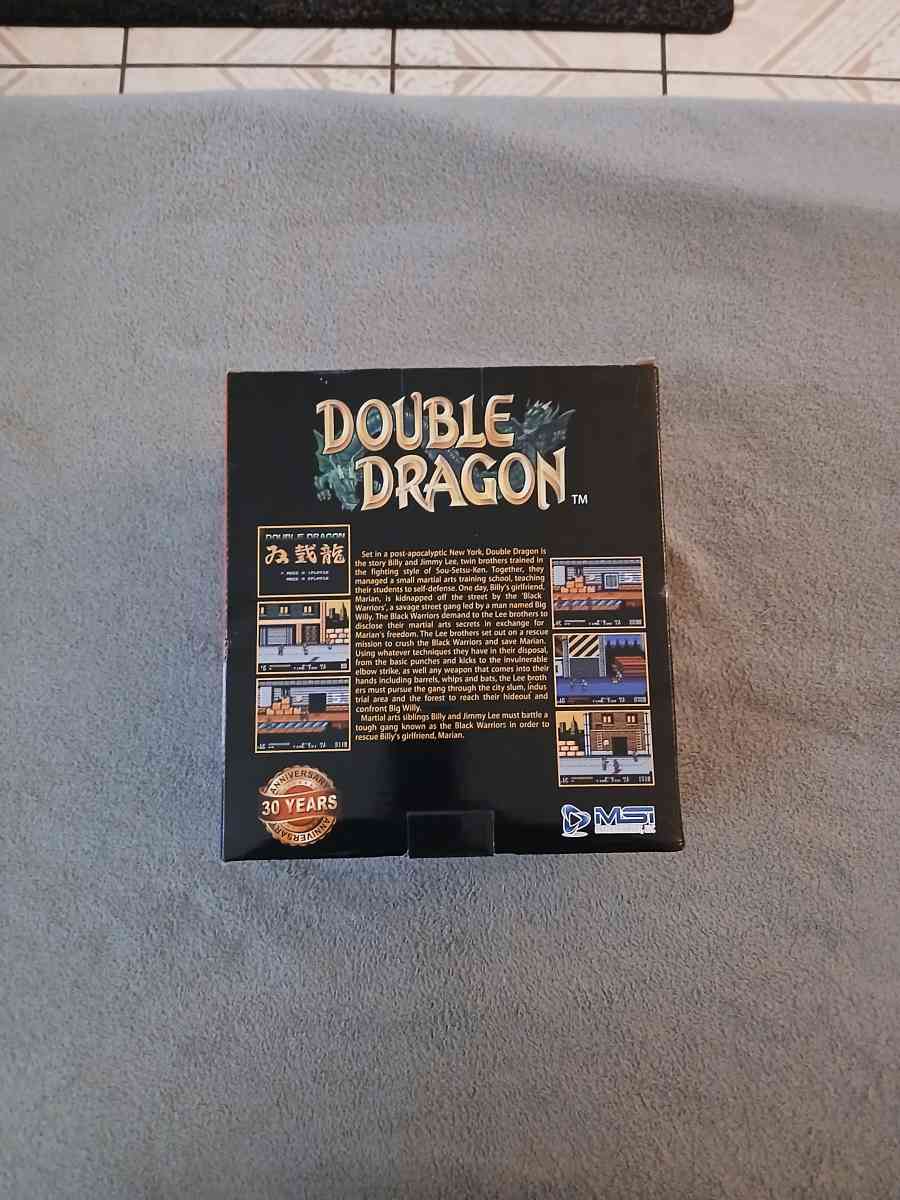 DOUBLE
DRAGON
TM
DOUBLE DRAGON
双截龍
Set in a post-apocalyptic New York, Double Dragon is
the story Billy and Jimmy Lee, twin brothers trained in
the fighting style of Sou-Setsu-Ken. Together, they
managed a small martial arts training school, teaching
their students to self-defense. One day, Billy's girlfriend,
Marian, is kidnapped off the street by the 'Black
Warriors', a savage street gang led by a man named Big
Willy. The Black Warriors demand to the Lee brothers to
disclose their martial arts secrets in exchange for
Marian's freedom. The Lee brothers set out on a rescue
mission to crush the Black Warriors and save Marian.
Using whatever techniques they have in their disposal,
from the basic punches and kicks to the invulnerable
elbow strike, as well any weapon that comes into their
hands including barrels, whips and bats, the Lee broth
ers must pursue the gang through the city slum, indus
trial area and the forest to reach their hideout and
confront Big Willy.
Martial arts siblings Billy and Jimmy Lee must battle a
tough gang known as the Black Warriors in order to
rescue Billy's girlfriend, Marian.
ANNIVERSARY
30 YEARS
ANNIVERSARY
MSi